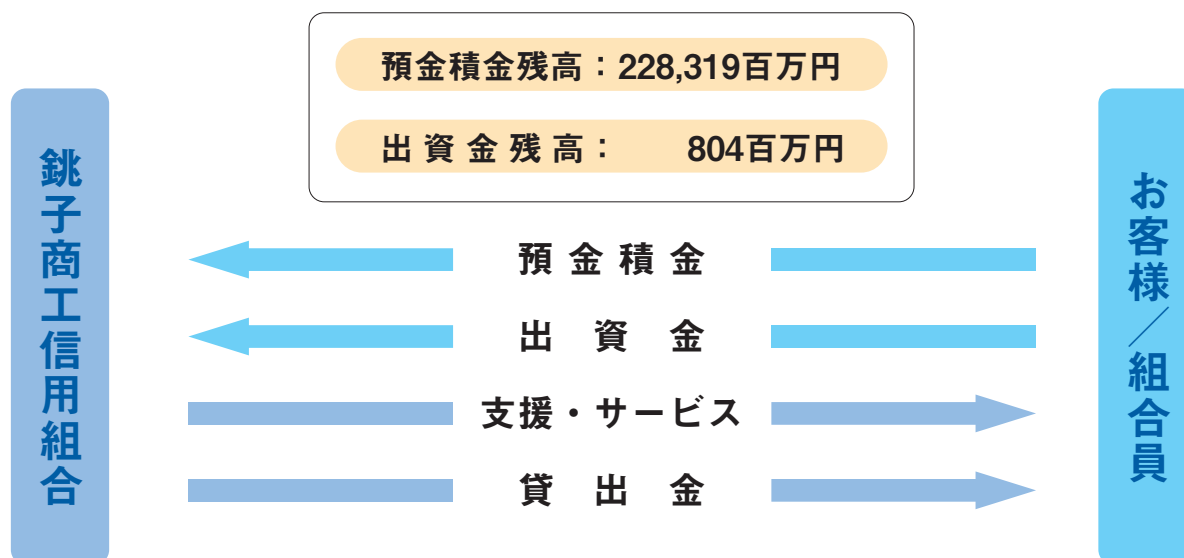 預金積金残高：228,319百万円
出資金残高：　804百万円
銚子商工信用組合
預金積金
出資金
支援・サービス
貸出金
お客様／組合員